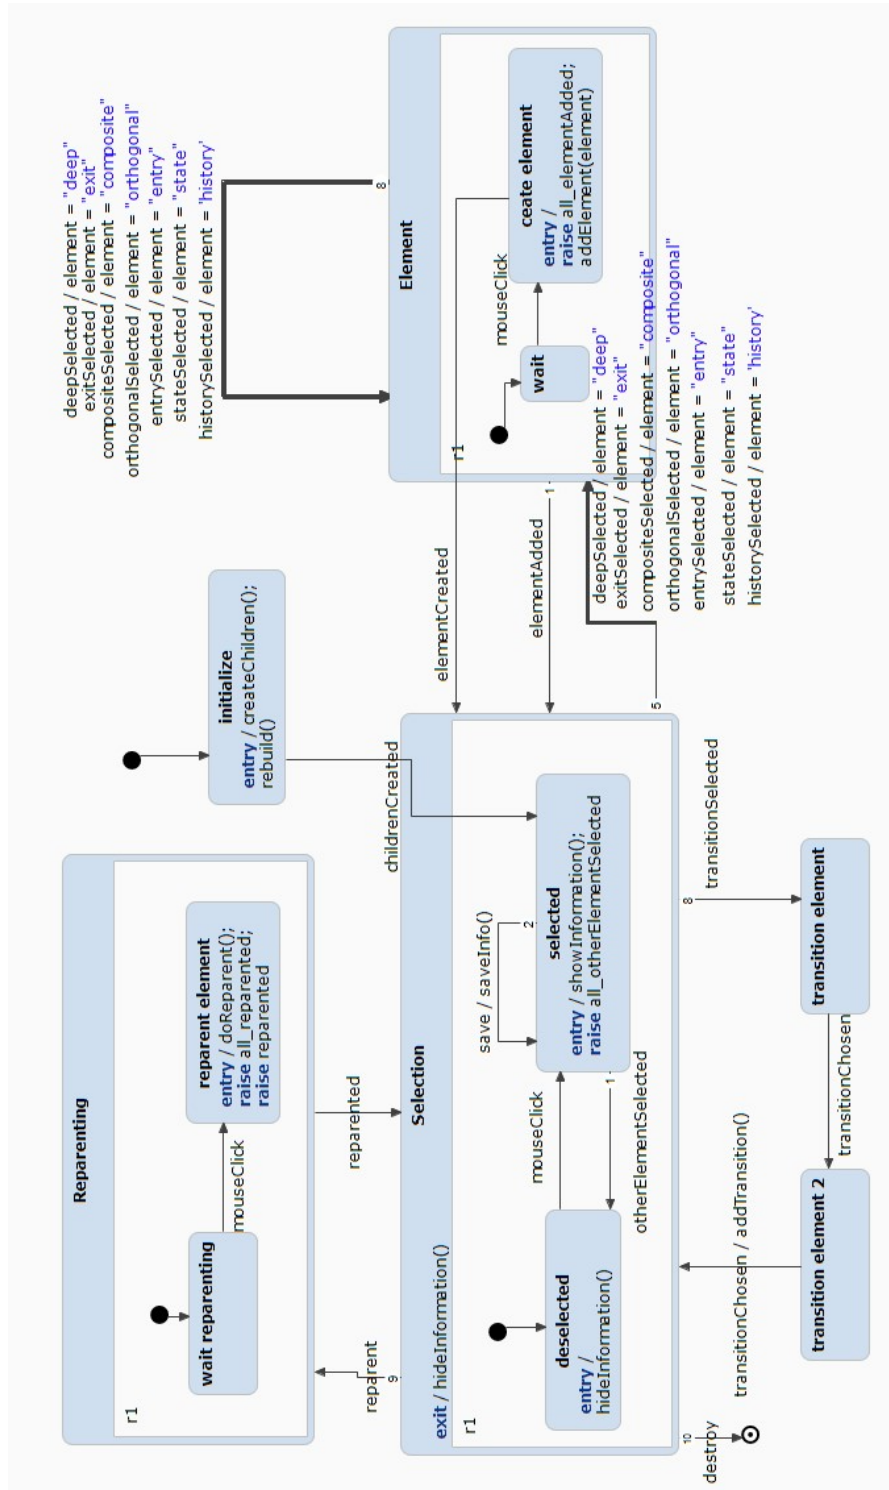 Reparenting
r1
wait reparenting
mouseClick
reparent element
entry / doReparent();
raise all_reparented;
raise reparented
reparent
9
reparented
initialize
entry / createChildren();
rebuild()
childrenCreated
deepSelected / element = "deep"
exitSelected / element = "exit"
compositeSelected / element = "composite"
orthogonalSelected / element = "orthogonal"
entrySelected / element = "entry"
stateSelected / element = "state"
historySelected / element = 'history'
8
Element
r1
wait
mouseClick
ceate element
entry /
raise all_elementAdded;
addElement(element)
elementCreated
1
elementAdded
Selection
exit / hideInformation()
r1
deselected
entry /
hideInformation()
mouseClick
1
otherElementSelected
save / saveInfo()
2
selected
entry / showInformation();
raise all_otherElementSelected
5
deepSelected / element = "deep"
exitSelected / element = "exit"
compositeSelected / element = "composite"
orthogonalSelected / element = "orthogonal"
entrySelected / element = "entry"
stateSelected / element = "state
historySelected / element = 'history'
10
destroy
transitionChosen / addTransition()
8
transitionSelected
transition element 2
transitionChosen
transition element